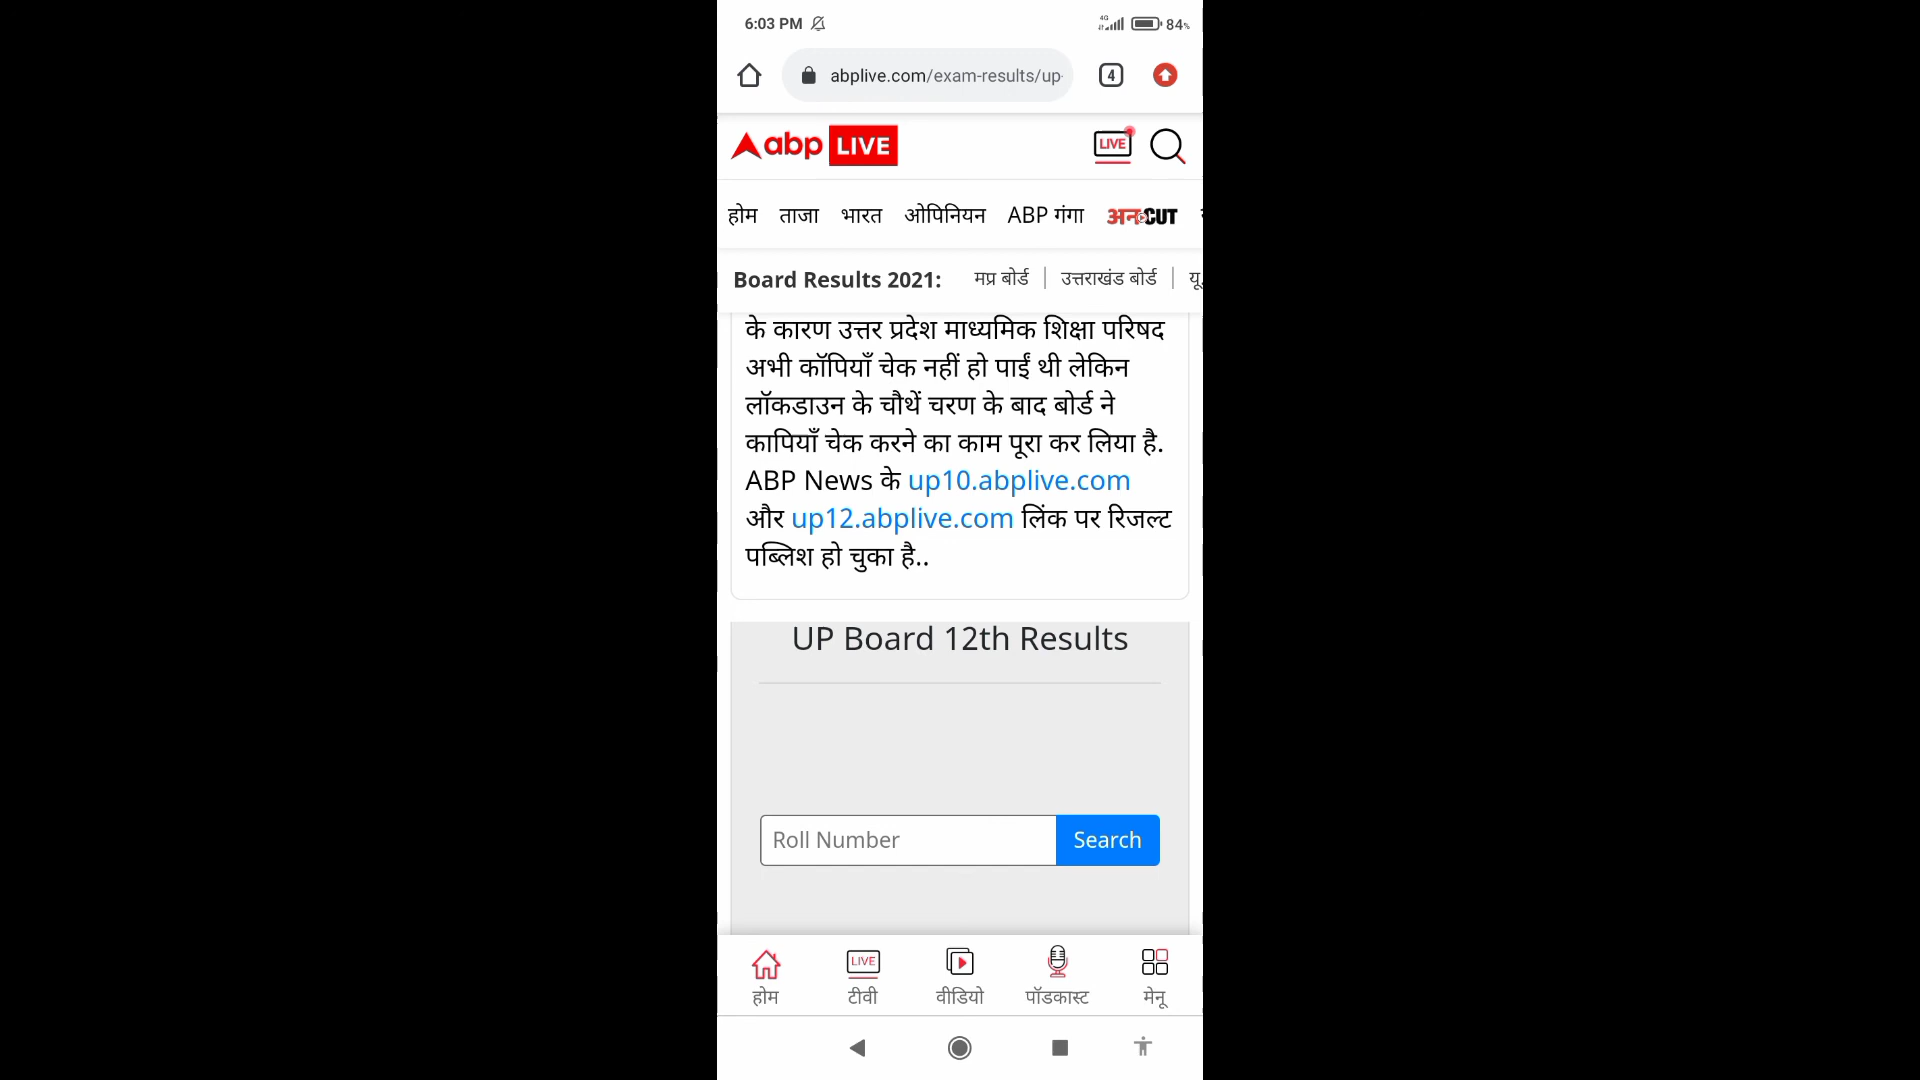 6:03 PM
4G
84%
abplive.com/exam-results/up
4
abp LIVE
LIVE
होम ताजा भारत ओपिनियन ABP गंगा अनCUT
Board Results 2021: मप्र बोर्ड | उत्तराखंड बोर्ड | यू
के कारण उत्तर प्रदेश माध्यमिक शिक्षा परिषद
अभी कॉपियाँ चेक नहीं हो पाईं थी लेकिन
लॉकडाउन के चौथें चरण के बाद बोर्ड ने
कापियाँ चेक करने का काम पूरा कर लिया है.
ABP News के up10.abplive.com
और up12.abplive.com लिंक पर रिजल्ट
पब्लिश हो चुका है..
UP Board 12th Results
Roll Number Search
LIVE
होम टीवी वीडियो पॉडकास्ट मेनू